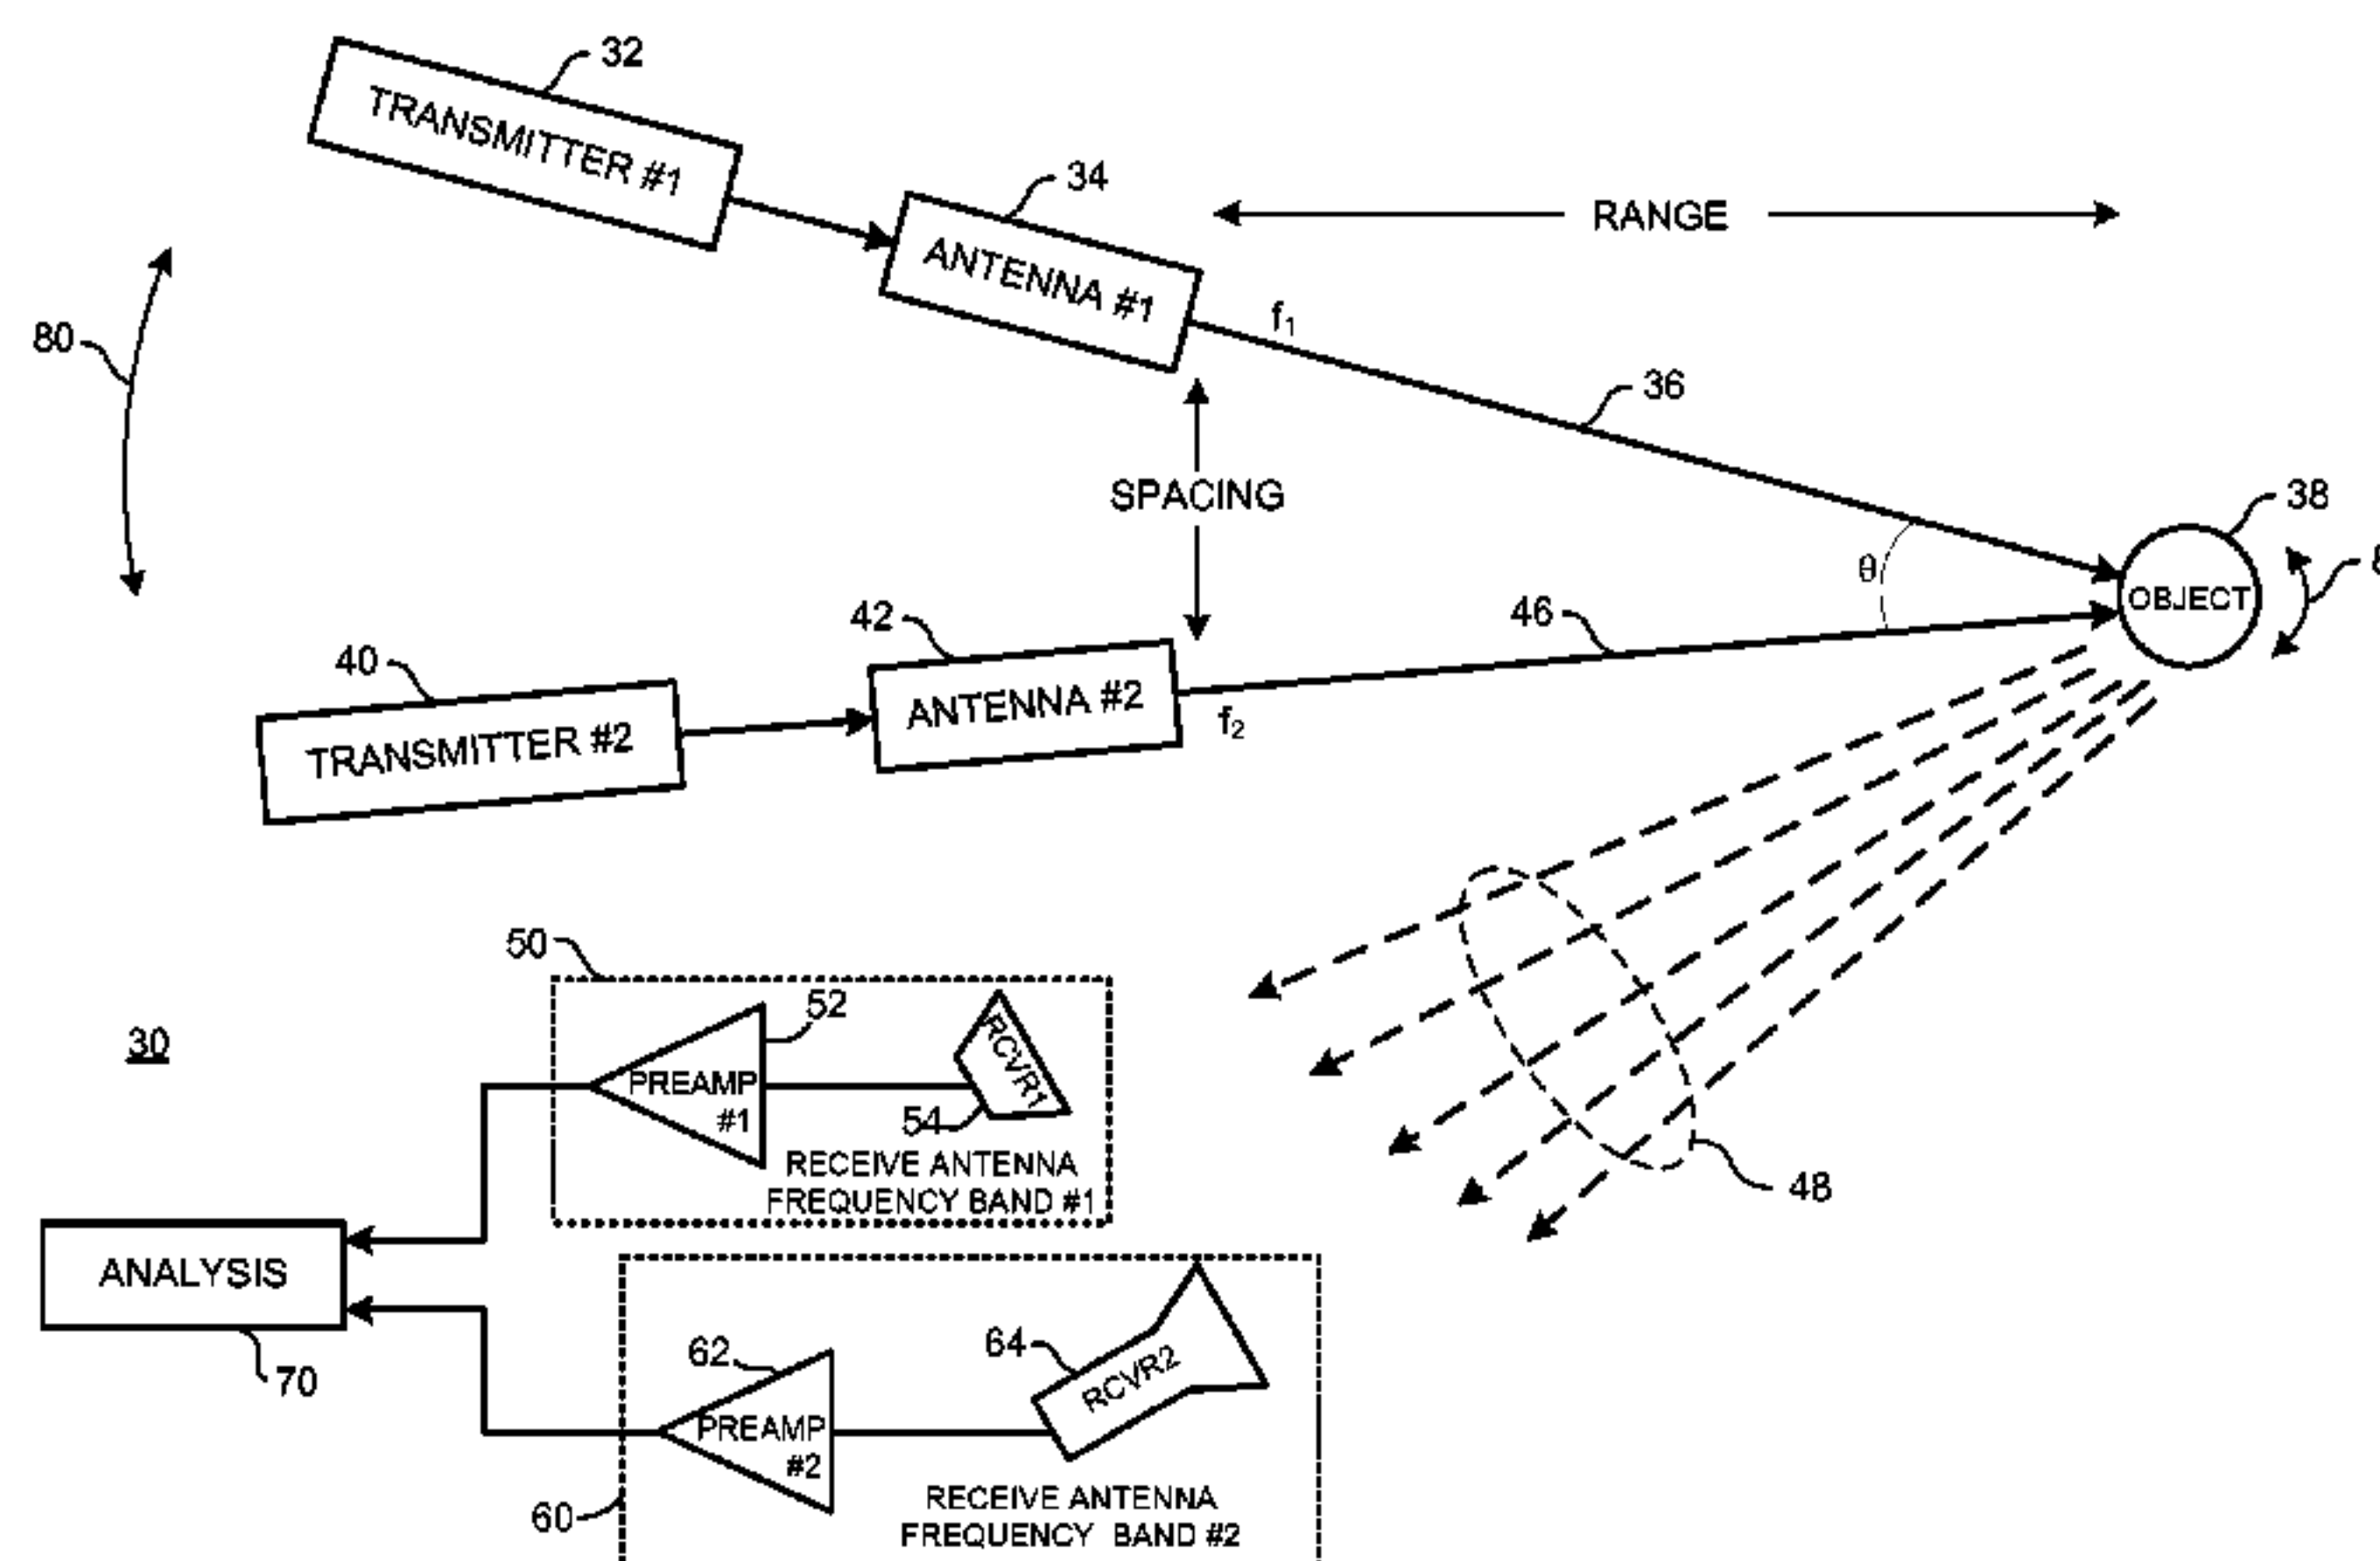 32
TRANSMITTER #1
34
ANTENNA #1
RANGE
f₁
80
36
SPACING
38
θ
OBJECT
42
46
40
ANTENNA #2
f₂
TRANSMITTER #2
50
52
RCVR1
30
PREAMP
#1
54
RECEIVE ANTENNA
FREQUENCY BAND #1
48
ANALYSIS
70
62
64
RCVR2
PREAMP
#2
60
RECEIVE ANTENNA
FREQUENCY BAND #2